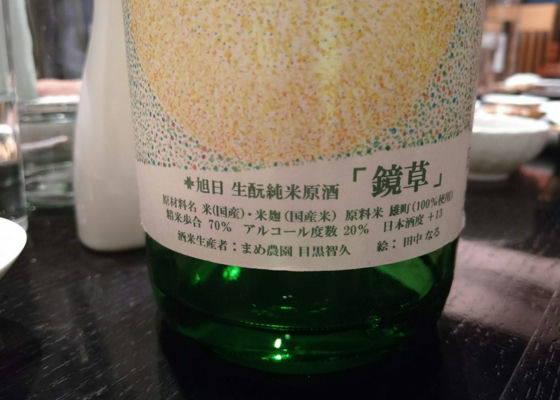 ＊旭日 生酛純米原酒 「鏡草」
原材料名 米(国産)・米麹(国産米) 原料米 雄町(100%使用)
精米歩合 70% アルコール度数 20% 日本酒度 +13
酒米生産者：まめ農園 目黒智久 絵：田中 なる